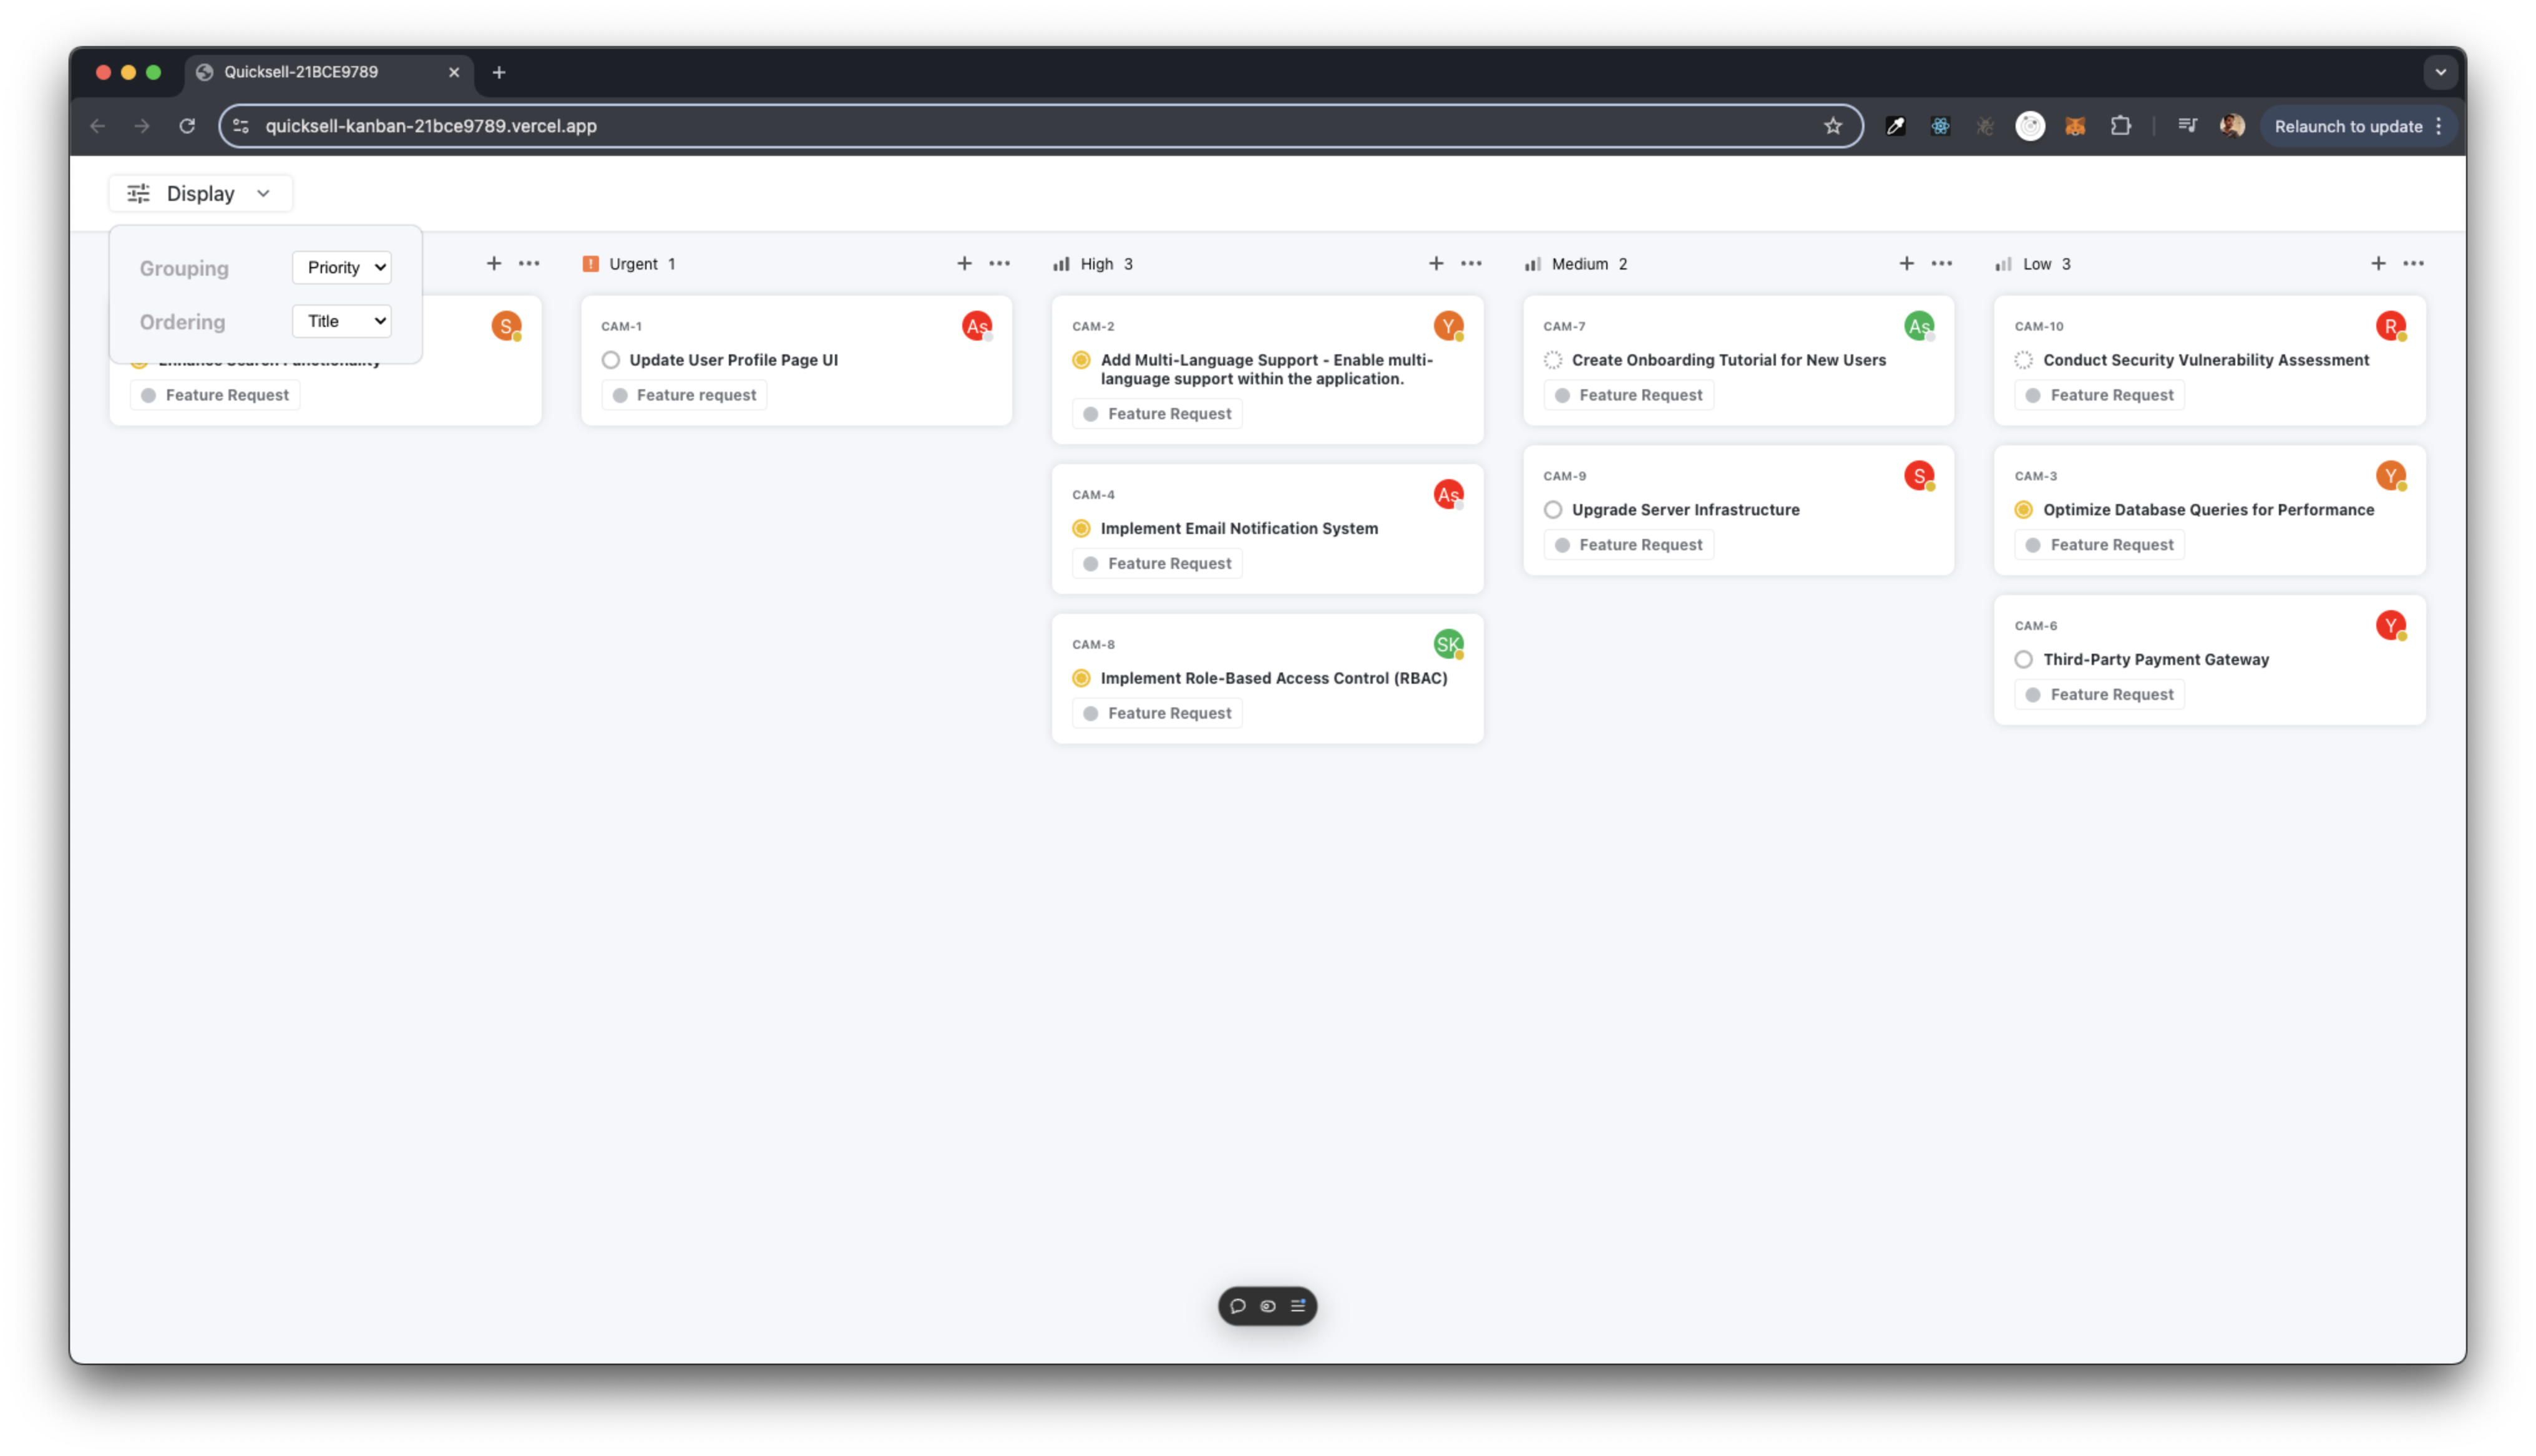 Quicksell-21BCE9789
quicksell-kanban-21bce9789.vercel.app
Relaunch to update
Display
Grouping
Priority
Ordering
Title
S
Enhance Search Functionality
Feature Request
Urgent 1
CAM-1
As
Update User Profile Page UI
Feature request
High 3
CAM-2
Y
Add Multi-Language Support - Enable multi-
language support within the application.
Feature Request
CAM-4
As
Implement Email Notification System
Feature Request
CAM-8
SK
Implement Role-Based Access Control (RBAC)
Feature Request
Medium 2
CAM-7
As
Create Onboarding Tutorial for New Users
Feature Request
CAM-9
S
Upgrade Server Infrastructure
Feature Request
Low 3
CAM-10
R
Conduct Security Vulnerability Assessment
Feature Request
CAM-3
Y
Optimize Database Queries for Performance
Feature Request
CAM-6
Y
Third-Party Payment Gateway
Feature Request